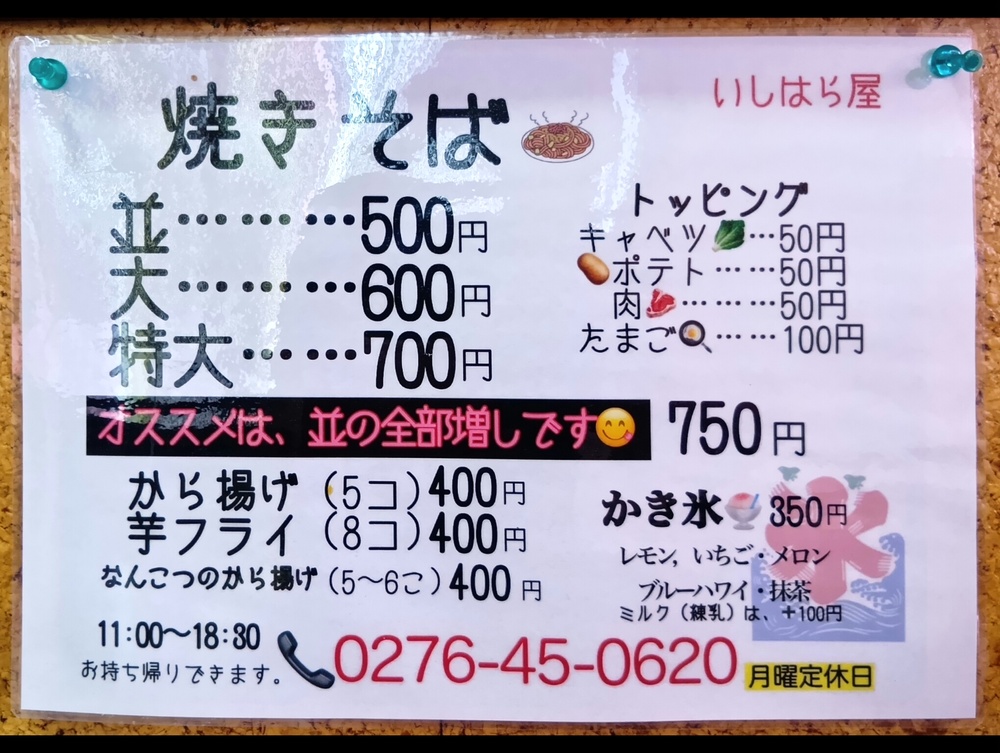 いしはら屋
焼きそば
並………500円
大………600円
特大……700円
トッピング
キャベツ…50円
ポテト……50円
肉………50円
たまご……100円
オススメは、並の全部増しです 750円
から揚げ(5コ)400円
芋フライ(8コ)400円
なんこつのから揚げ(5〜6こ)400円
かき氷 350円
氷
レモン, いちご・メロン
ブルーハワイ・抹茶
ミルク(練乳)は、+100円
11:00〜18:30
お持ち帰りできます。
0276-45-0620
月曜定休日